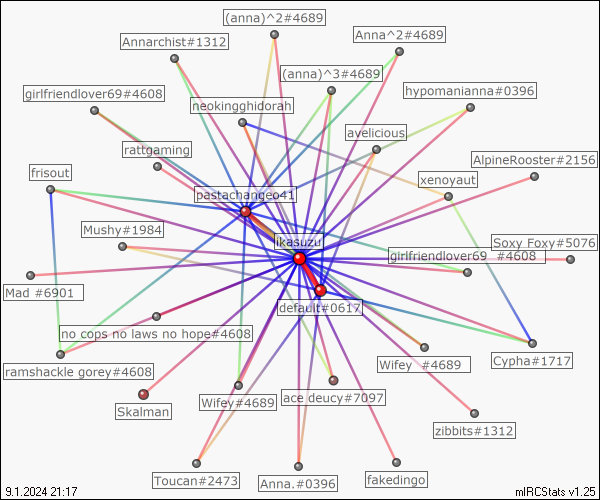 (anna)^2#4689
Anna^2#4689
Annarchist#1312
(anna)^3#4689
hypomanianna#0396
girlfriendlover69#4608
neokingghidorah
avelicious
rattgaming
AlpineRooster#2156
frisout
xenoyaut
pastachangeo41
Mushy#1984
ikasuzu
Soxy Foxy#5076
girlfriendlover69 #4608
Mad #6901
default#0617
no cops no laws no hope#4608
ramshackle gorey#4608
Wifey #4689
Cypha#1717
Skalman
Wifey#4689
ace deucy#7097
zibbits#1312
Toucan#2473
Anna.#0396
fakedingo
9.1.2024 21:17
mIRCStats v1.25